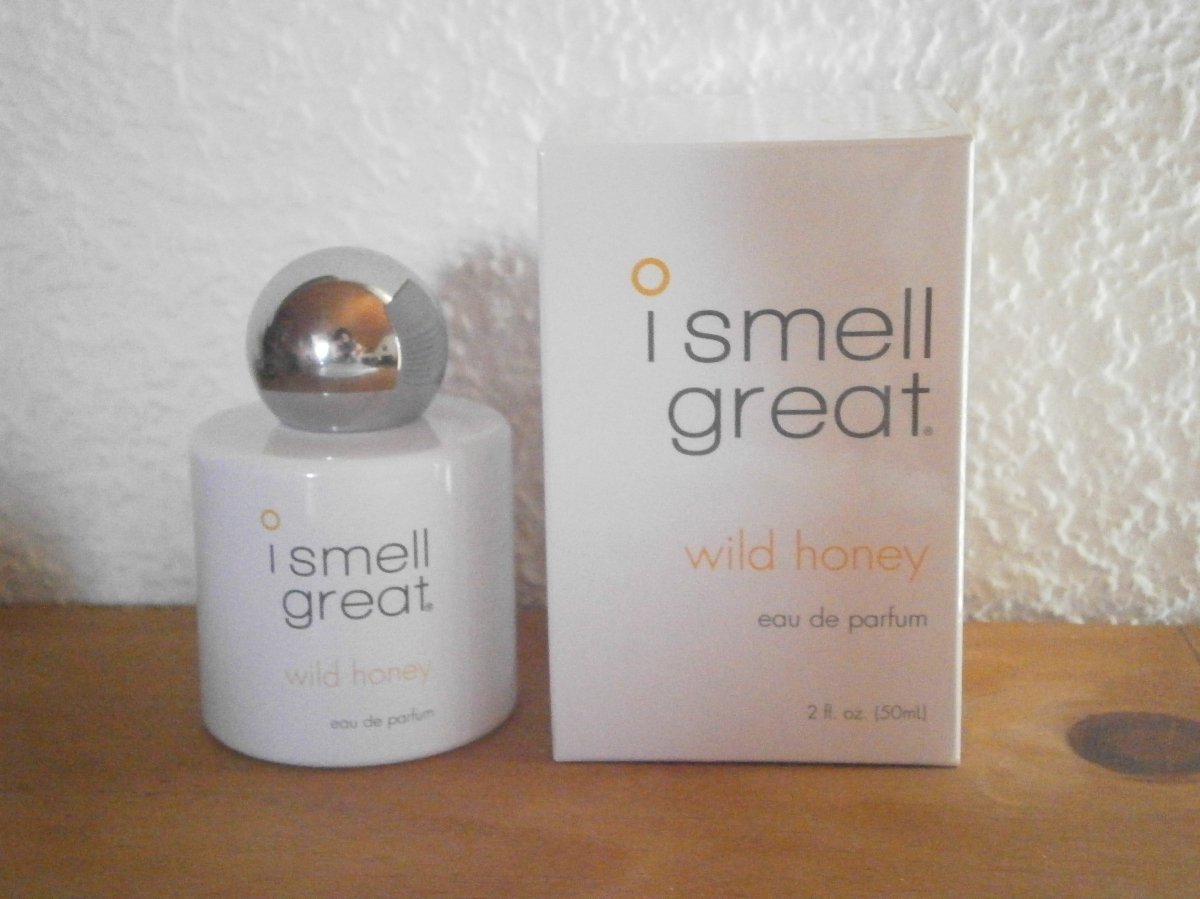 i smell
great®
wild honey
eau de parfum
i smell
great®
wild honey
eau de parfum
2 fl. oz. (50mL)